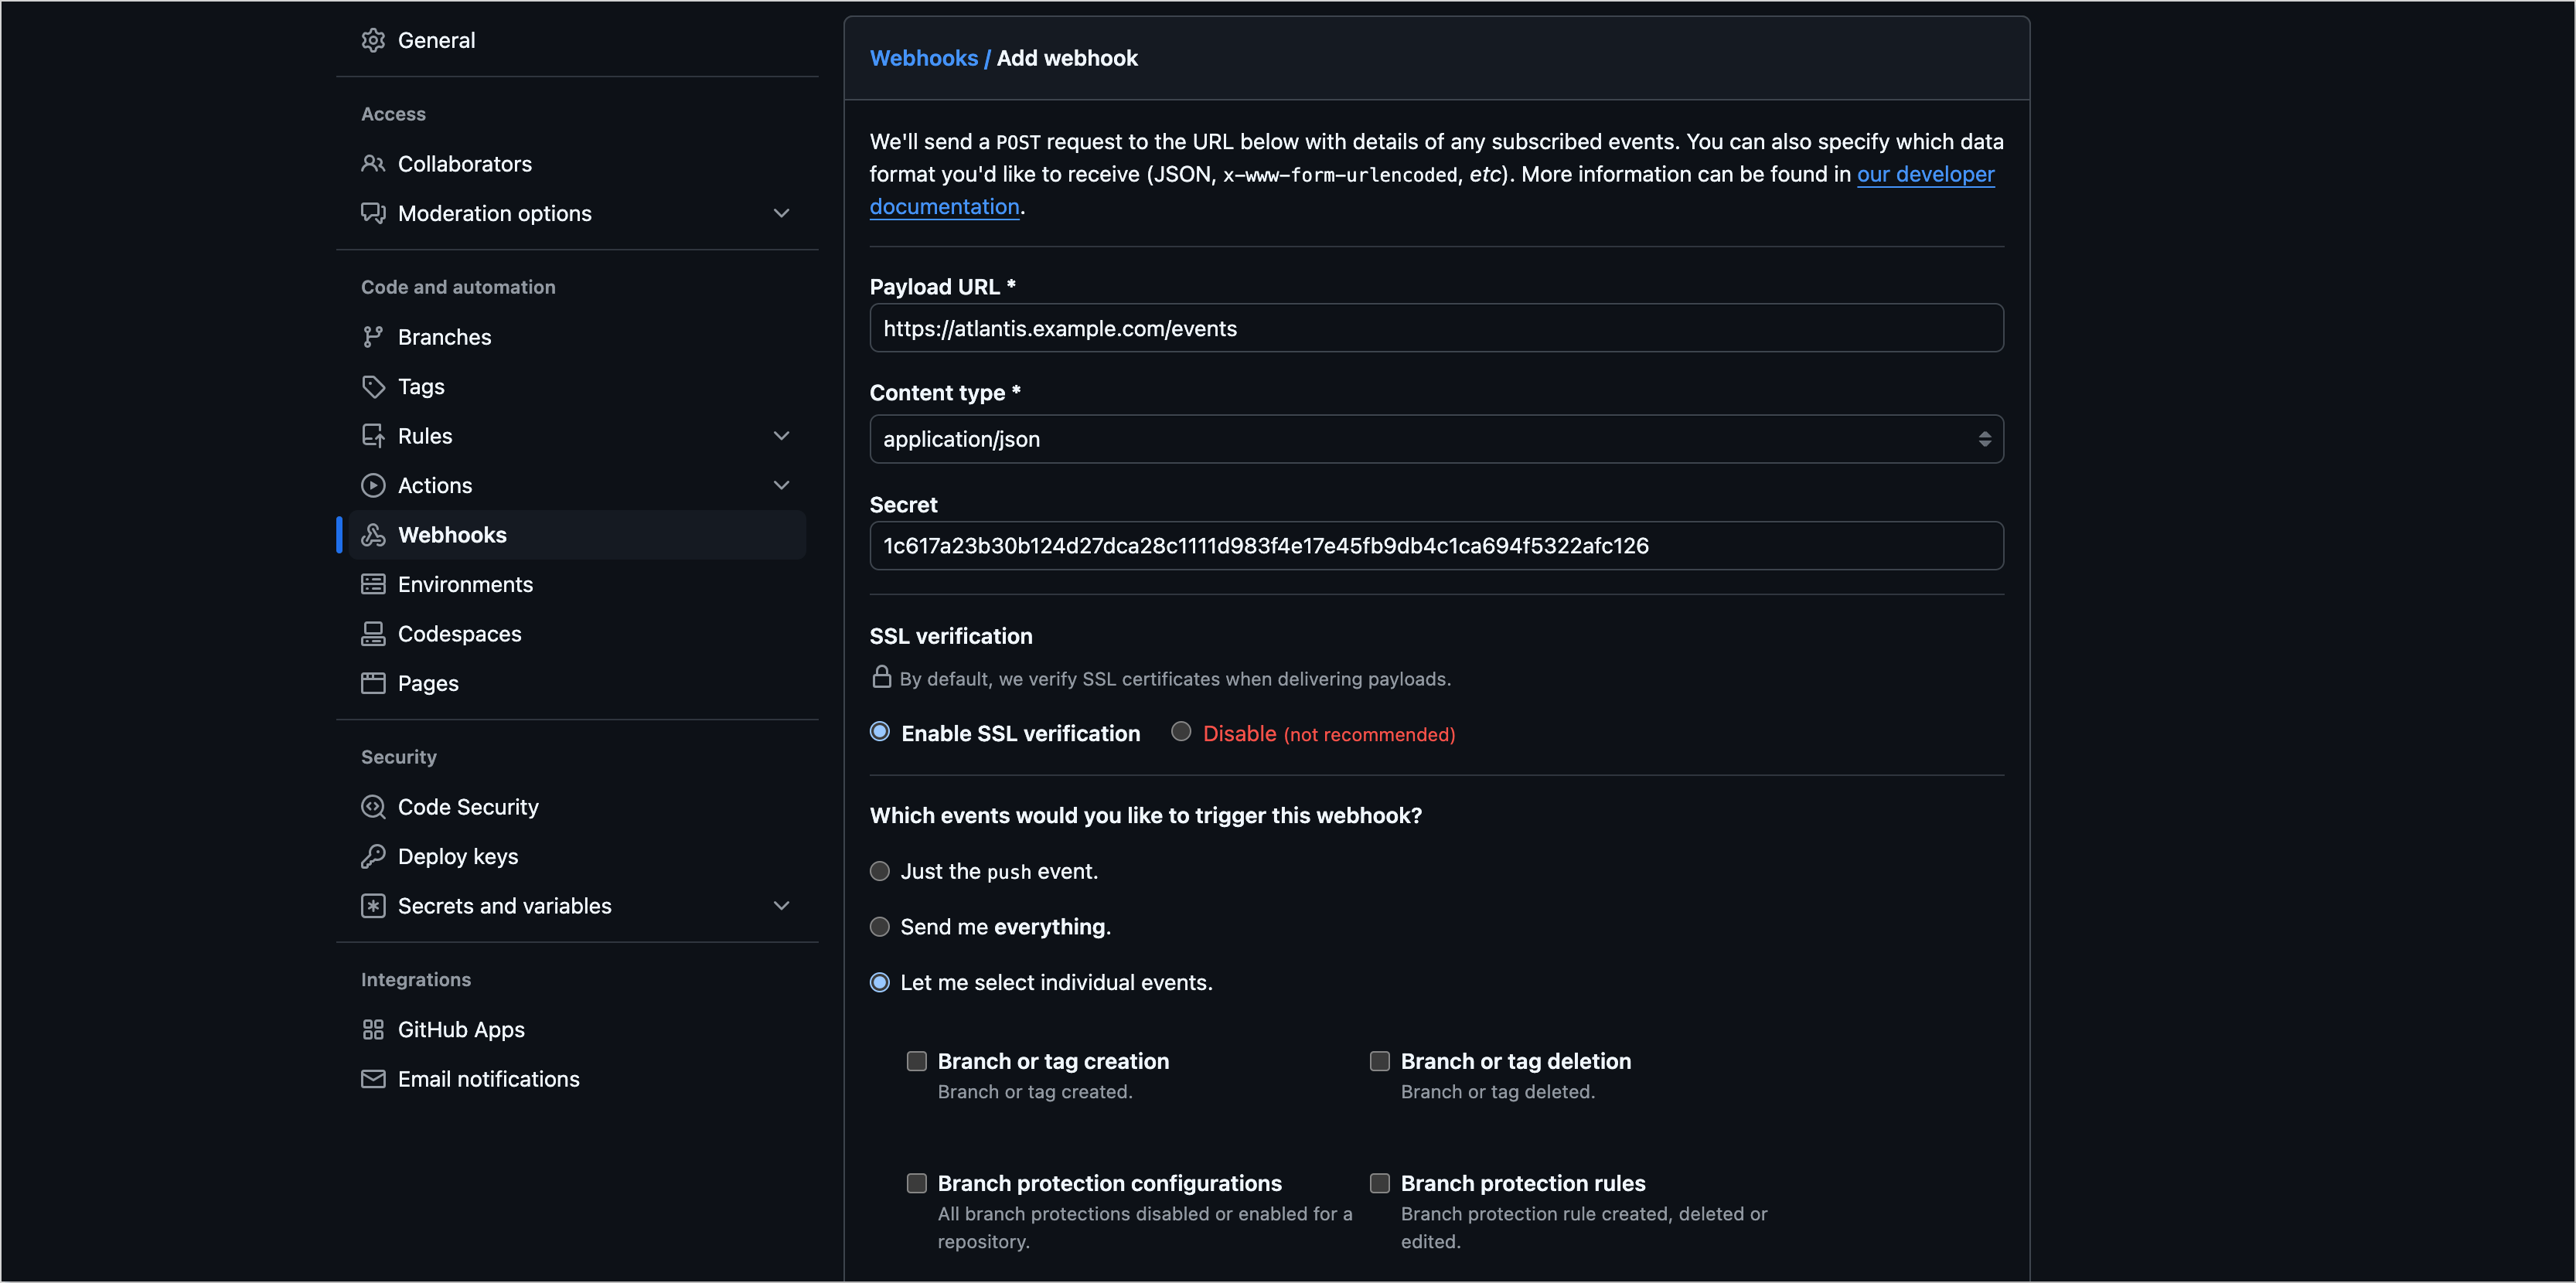 General
Access
Collaborators
Moderation options
Code and automation
Branches
Tags
Rules
Actions
Webhooks
Environments
Codespaces
Pages
Security
Code Security
Deploy keys
Secrets and variables
Integrations
GitHub Apps
Email notifications
Webhooks / Add webhook
We'll send a POST request to the URL below with details of any subscribed events. You can also specify which data
format you'd like to receive (JSON, x-www-form-urlencoded, etc). More information can be found in our developer
documentation.
Payload URL *
https://atlantis.example.com/events
Content type *
application/json
Secret
1c617a23b30b124d27dca28c1111d983f4e17e45fb9db4c1ca694f5322afc126
SSL verification
By default, we verify SSL certificates when delivering payloads.
Enable SSL verification Disable (not recommended)
Which events would you like to trigger this webhook?
Just the push event.
Send me everything.
Let me select individual events.
Branch or tag creation
Branch or tag created.
Branch or tag deletion
Branch or tag deleted.
Branch protection configurations
All branch protections disabled or enabled for a
repository.
Branch protection rules
Branch protection rule created, deleted or
edited.